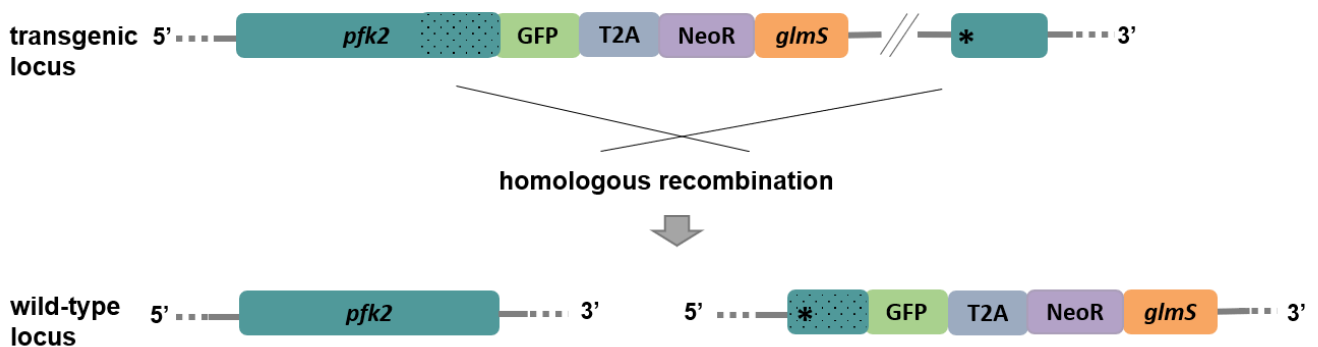 transgenic locus 5’ pfk2 GFP T2A NeoR glmS * 3’
homologous recombination
wild-type locus 5’ pfk2 3’ 5’ * GFP T2A NeoR glmS 3’